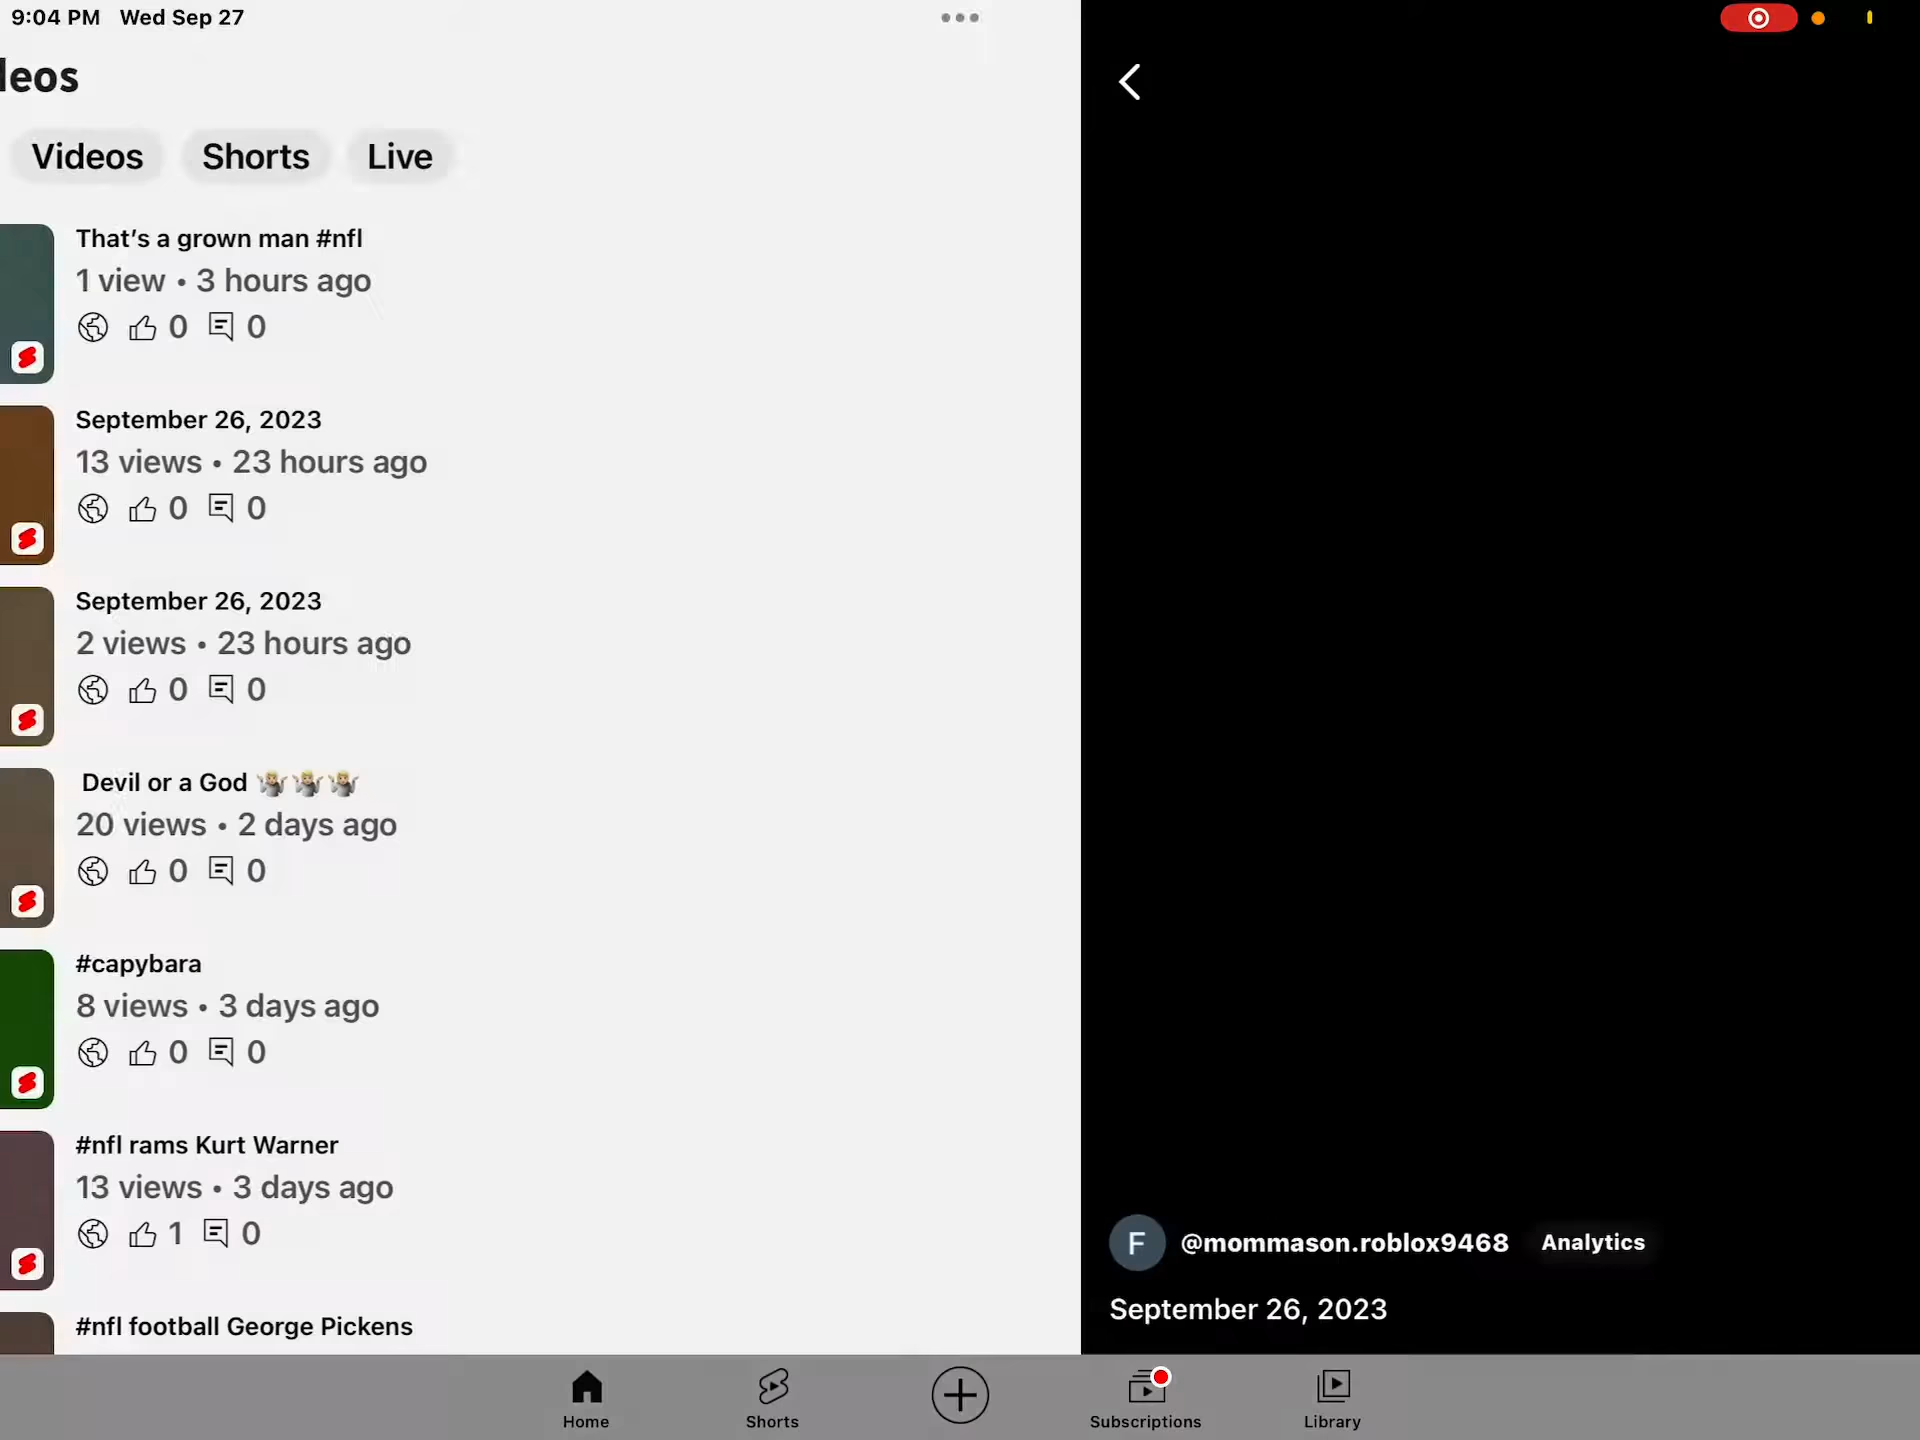 9:04 PM Wed Sep 27
deos
Videos Shorts Live
That’s a grown man #nfl
1 view • 3 hours ago
0 0
September 26, 2023
13 views • 23 hours ago
0 0
September 26, 2023
2 views • 23 hours ago
0 0
Devil or a God 🤷🏼🤷🏼🤷🏼
20 views • 2 days ago
0 0
#capybara
8 views • 3 days ago
0 0
#nfl rams Kurt Warner
13 views • 3 days ago
1 0
#nfl football George Pickens
F @mommason.roblox9468 Analytics
September 26, 2023
Home Shorts Subscriptions Library